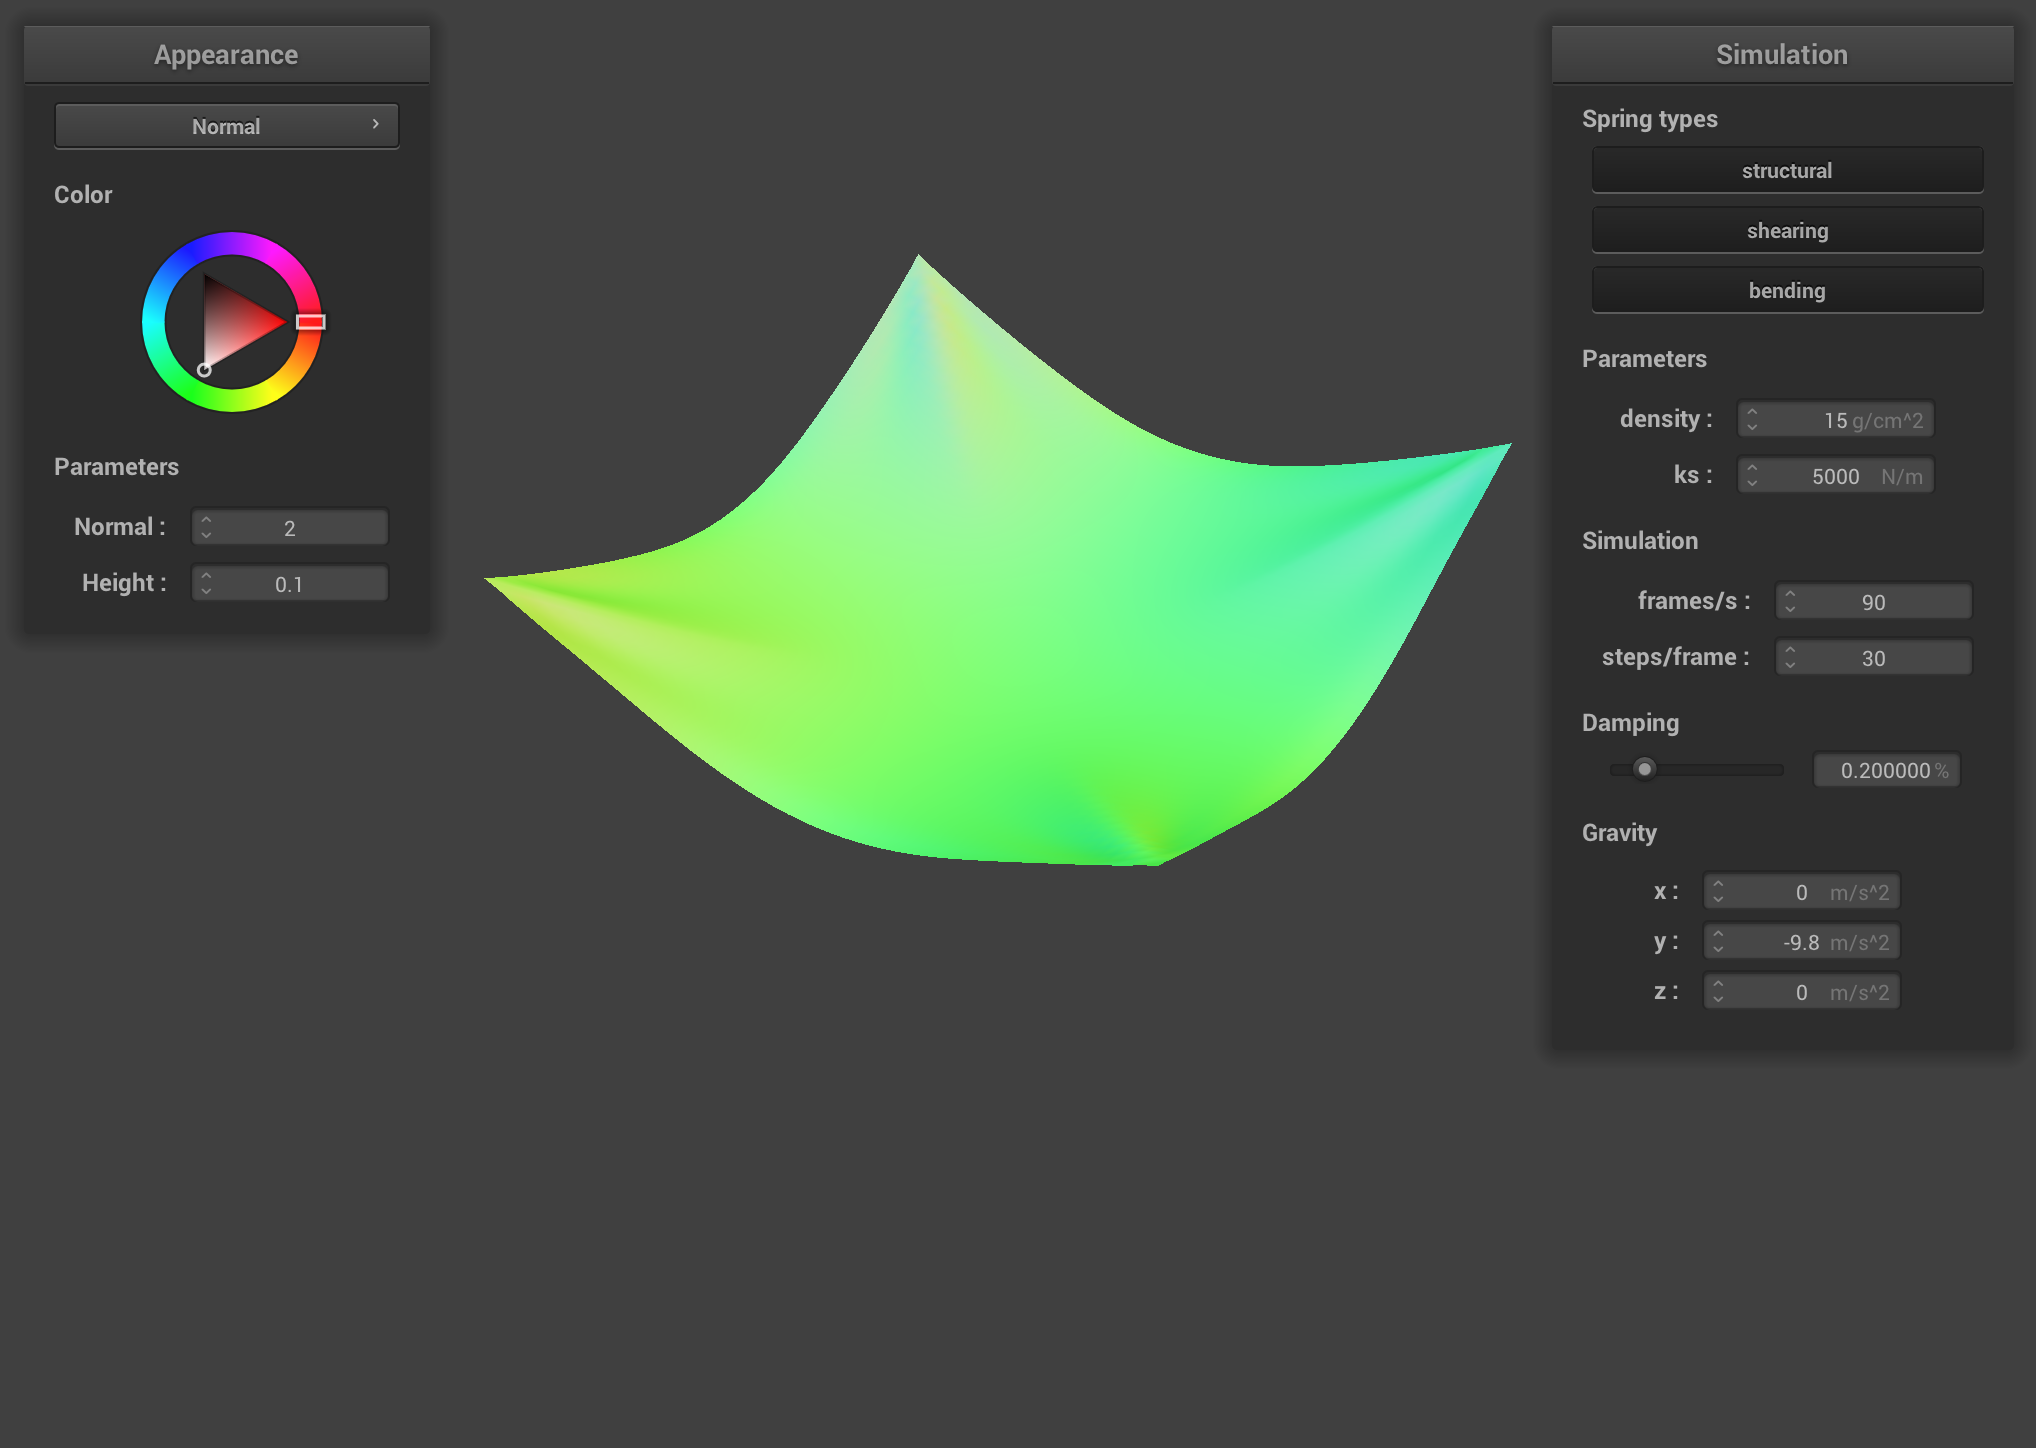 Appearance
Normal
Color
Parameters
Normal : 2
Height : 0.1
Simulation
Spring types
structural
shearing
bending
Parameters
density : 15 g/cm^2
ks : 5000 N/m
Simulation
frames/s : 90
steps/frame : 30
Damping
0.200000 %
Gravity
x : 0 m/s^2
y : -9.8 m/s^2
z : 0 m/s^2